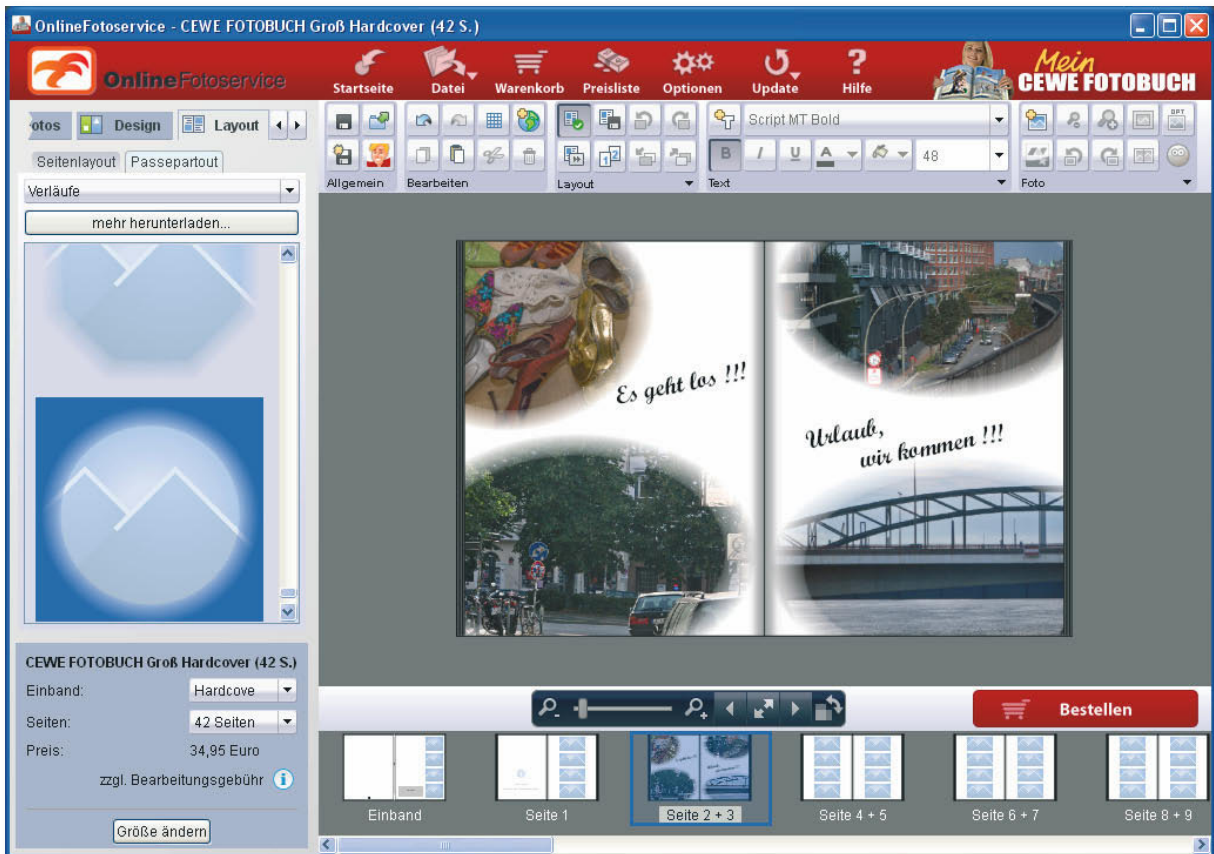 OnlineFotoservice - CEWE FOTOBUCH Groß Hardcover (42 S.)
OnlineFotoservice
Startseite Datei Warenkorb Preisliste Optionen Update Hilfe
Mein
CEWE FOTOBUCH
otos Design Layout
Seitenlayout Passepartout
Verläufe
mehr herunterladen...
Script MT Bold
B I U A 48
Allgemein Bearbeiten Layout Text Foto
Es geht los !!!
Urlaub,
wir kommen !!!
CEWE FOTOBUCH Groß Hardcover (42 S.)
Einband: Hardcove
Seiten: 42 Seiten
Preis: 34,95 Euro
zzgl. Bearbeitungsgebühr i
Größe ändern
Bestellen
Einband Seite 1 Seite 2 + 3 Seite 4 + 5 Seite 6 + 7 Seite 8 + 9